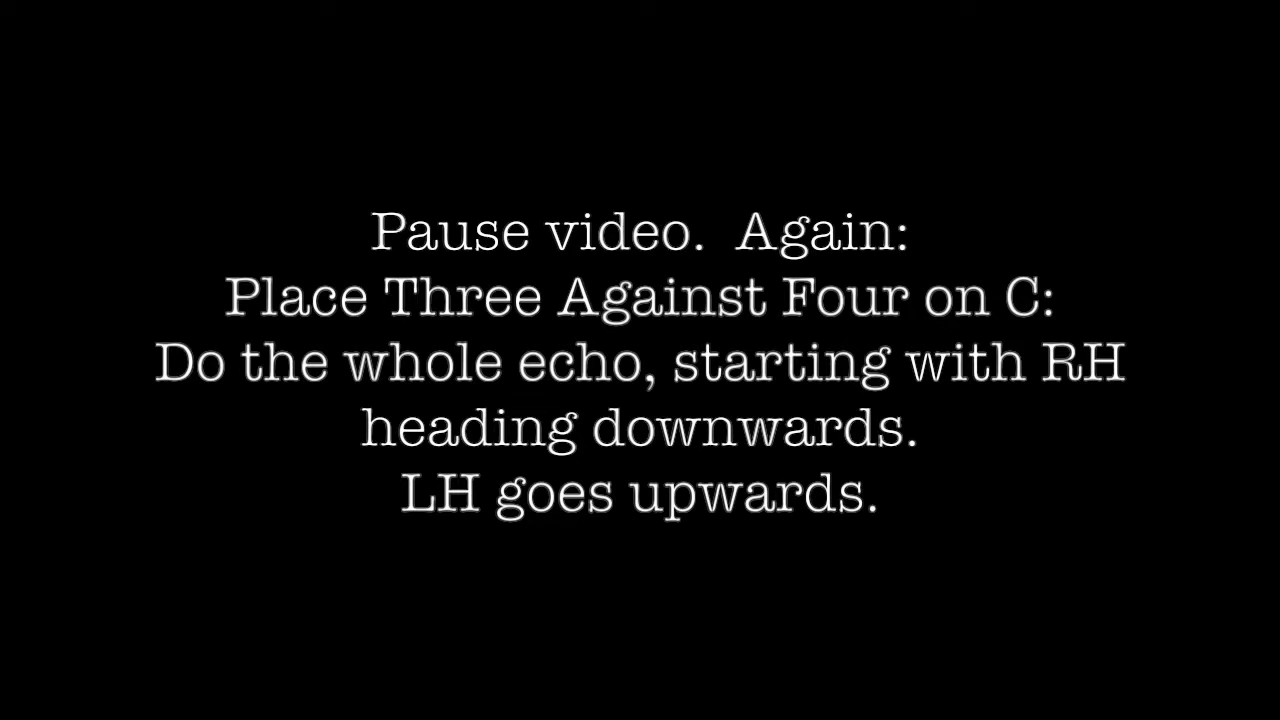 Pause video.  Again:
Place Three Against Four on C:
Do the whole echo, starting with RH
heading downwards.
LH goes upwards.